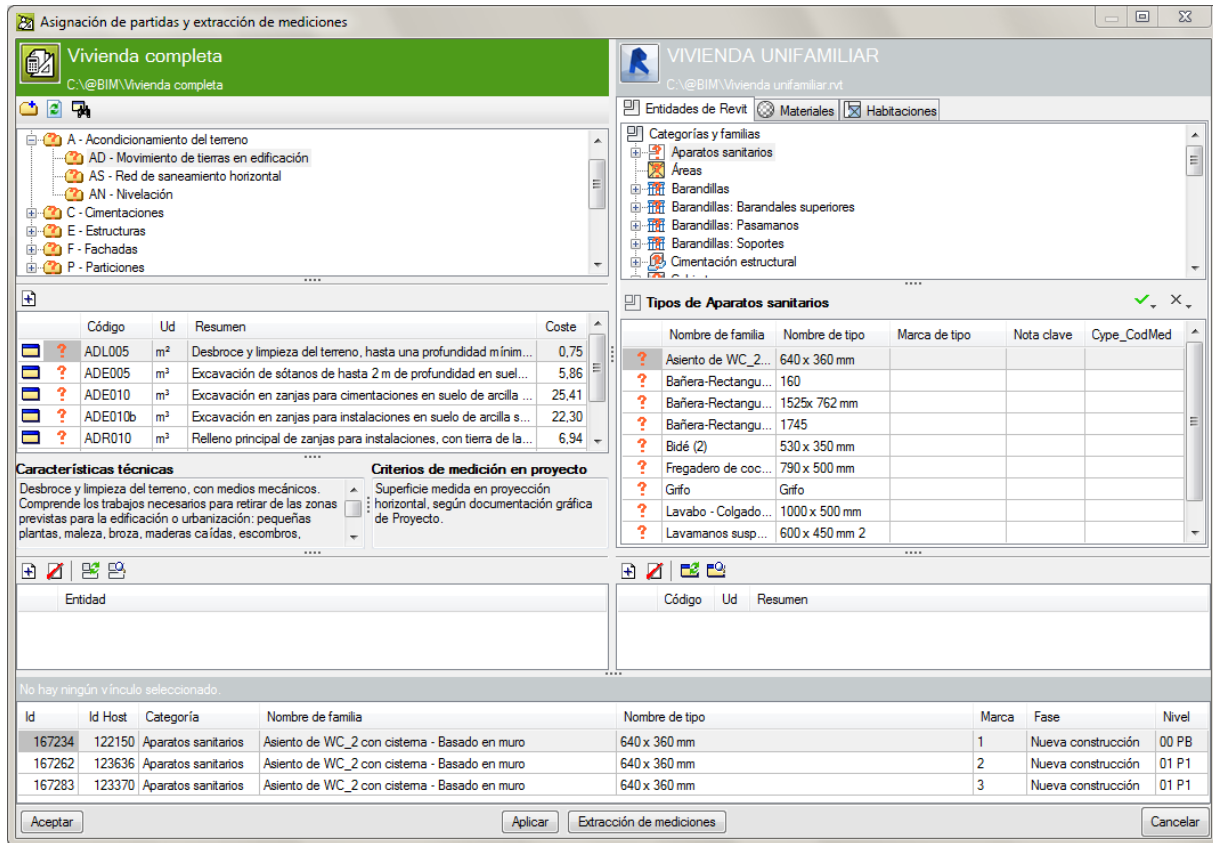 Asignación de partidas y extracción de mediciones
Vivienda completa
C:\@BIM\Vivienda completa
A - Acondicionamiento del terreno
AD - Movimiento de tierras en edificación
AS - Red de saneamiento horizontal
AN - Nivelación
C - Cimentaciones
E - Estructuras
F - Fachadas
P - Particiones
Código Ud Resumen Coste
ADL005 m² Desbroce y limpieza del terreno, hasta una profundidad mínim... 0,75
ADE005 m³ Excavación de sótanos de hasta 2 m de profundidad en suel... 5,86
ADE010 m³ Excavación en zanjas para cimentaciones en suelo de arcilla ... 25,41
ADE010b m³ Excavación en zanjas para instalaciones en suelo de arcilla s... 22,30
ADR010 m³ Relleno principal de zanjas para instalaciones, con tierra de la... 6,94
Características técnicas
Desbroce y limpieza del terreno, con medios mecánicos.
Comprende los trabajos necesarios para retirar de las zonas
previstas para la edificación o urbanización: pequeñas
plantas, maleza, broza, maderas caídas, escombros,
Criterios de medición en proyecto
Superficie medida en proyección
horizontal, según documentación gráfica
de Proyecto.
Entidad
VIVIENDA UNIFAMILIAR
C:\@BIM\Vivienda unifamiliar.rvt
Entidades de Revit Materiales Habitaciones
Categorías y familias
Aparatos sanitarios
Áreas
Barandillas
Barandillas: Barandales superiores
Barandillas: Pasamanos
Barandillas: Soportes
Cimentación estructural
Tipos de Aparatos sanitarios
Nombre de familia Nombre de tipo Marca de tipo Nota clave Cype_CodMed
Asiento de WC_2... 640 x 360 mm
Bañera-Rectangu... 160
Bañera-Rectangu... 1525x 762 mm
Bañera-Rectangu... 1745
Bidé (2) 530 x 350 mm
Fregadero de coc... 790 x 500 mm
Grifo Grifo
Lavabo - Colgado... 1000 x 500 mm
Lavamanos susp... 600 x 450 mm 2
Código Ud Resumen
No hay ningún vínculo seleccionado.
Id Id Host Categoría Nombre de familia Nombre de tipo Marca Fase Nivel
167234 122150 Aparatos sanitarios Asiento de WC_2 con cisterna - Basado en muro 640 x 360 mm 1 Nueva construcción 00 PB
167262 123636 Aparatos sanitarios Asiento de WC_2 con cisterna - Basado en muro 640 x 360 mm 2 Nueva construcción 01 P1
167283 123370 Aparatos sanitarios Asiento de WC_2 con cisterna - Basado en muro 640 x 360 mm 3 Nueva construcción 01 P1
Aceptar Aplicar Extracción de mediciones Cancelar